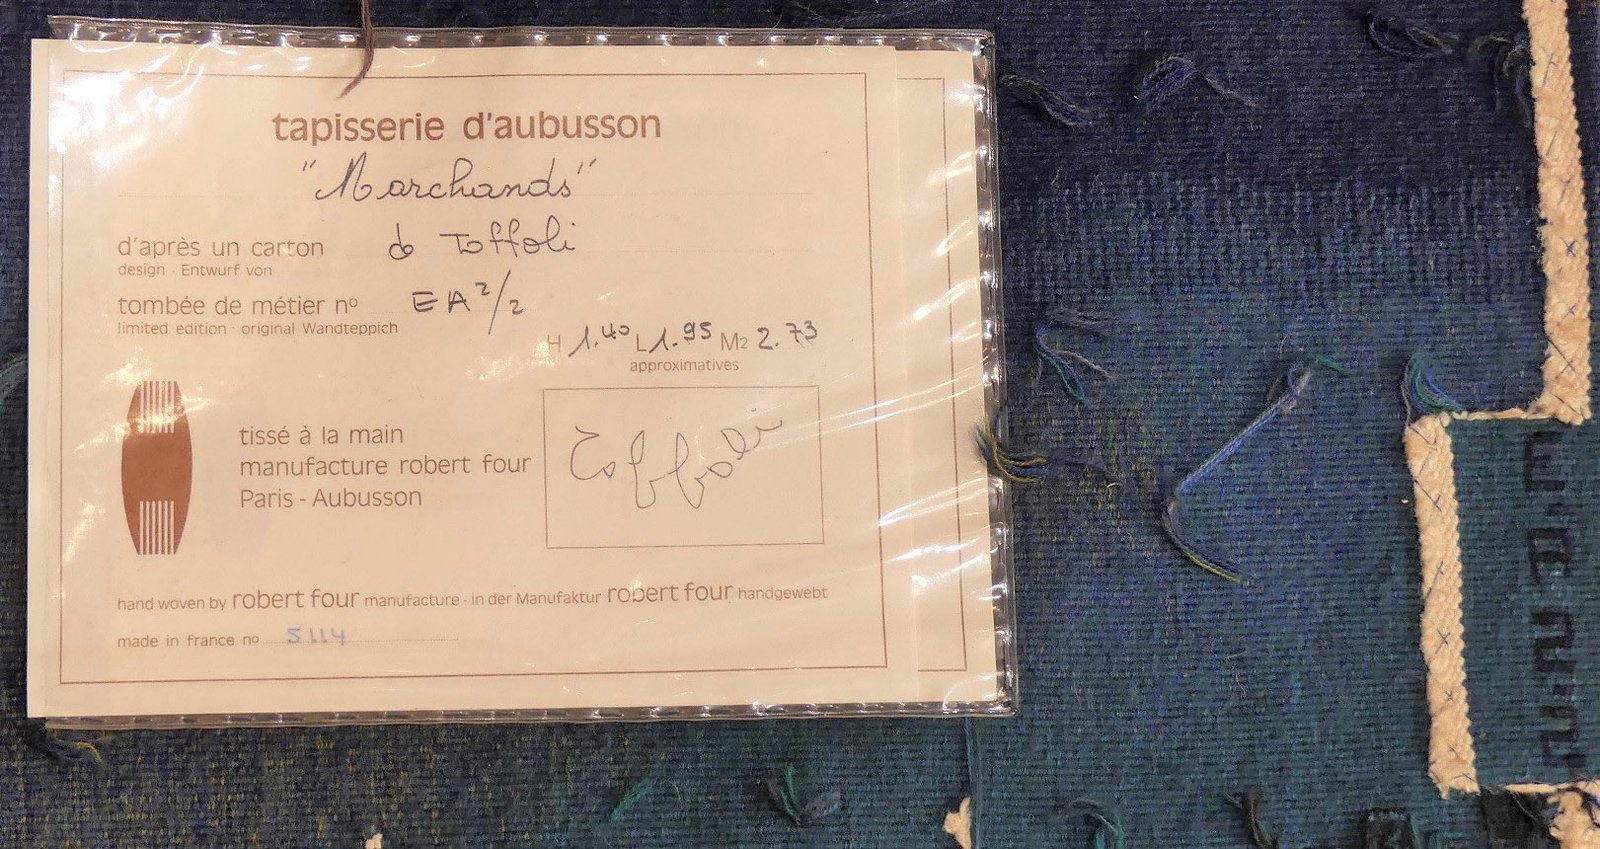 tapisserie d'aubusson
"Marchands"
d'après un carton de Toffoli
design · Entwurf von
tombée de métier nº EA 2/2
limited edition · original Wandteppich
H 1.40 L 1.95 M2 2.73
approximatives
tissé à la main
manufacture robert four
Paris - Aubusson
Toffoli
hand woven by robert four manufacture · in der Manufaktur robert four handgewebt
made in france nº 5114